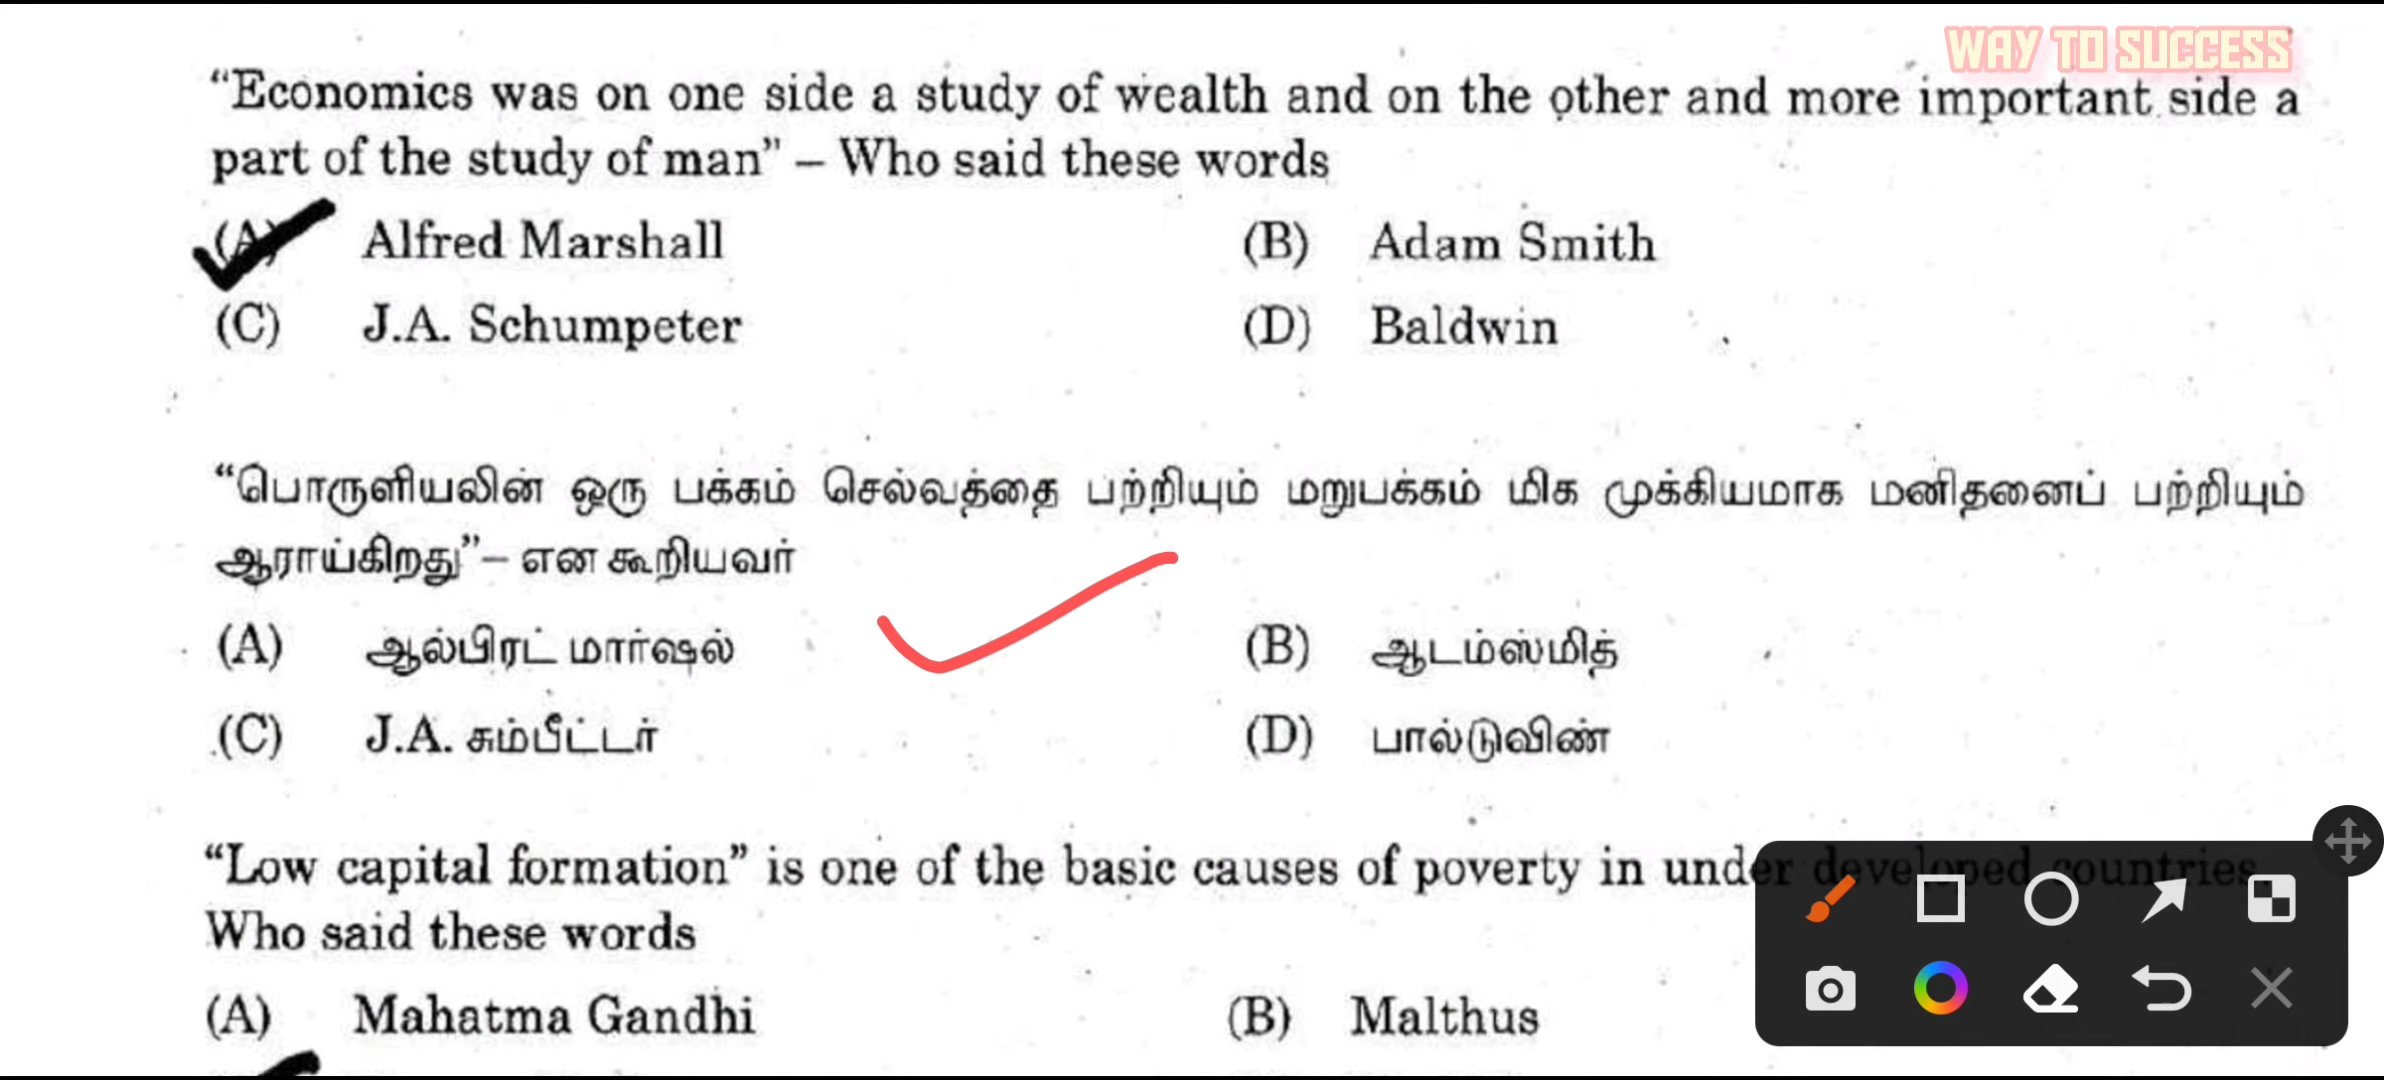 WAY TO SUCCESS
“Economics was on one side a study of wealth and on the other and more important side a
part of the study of man” – Who said these words
(A) Alfred Marshall (B) Adam Smith
(C) J.A. Schumpeter (D) Baldwin
“பொருளியலின் ஒரு பக்கம் செல்வத்தை பற்றியும் மறுபக்கம் மிக முக்கியமாக மனிதனைப் பற்றியும்
ஆராய்கிறது” – என கூறியவர்
(A) ஆல்பிரட் மார்ஷல் (B) ஆடம்ஸ்மித்
(C) J.A. சும்பீட்டர் (D) பால்டுவிண்
“Low capital formation” is one of the basic causes of poverty in under developed countries
Who said these words
(A) Mahatma Gandhi (B) Malthus